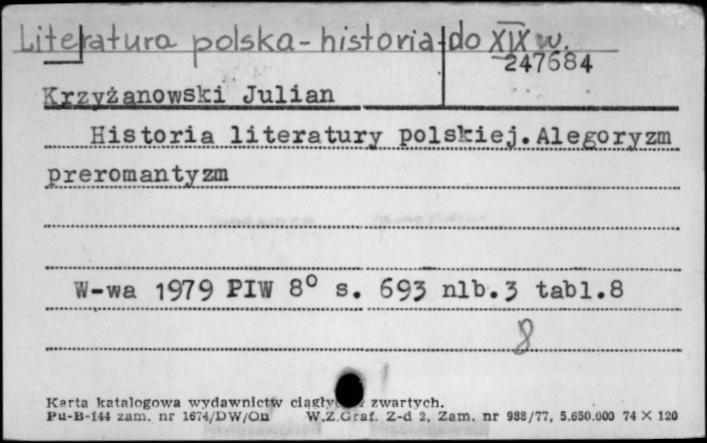 Literatura polska - historia do XIX w.
247684
Krzyżanowski Julian
Historia literatury polskiej. Alegoryzm
preromantyzm
W-wa 1979 PIW 8° s. 693 nlb. 3 tabl. 8
8
Karta katalogowa wydawnictw zwartych.
Pu-B-144 zam. nr 1674/DW/On W.Z.Graf. Z-d 2, Zam. nr 988/77, 5.650.000 74 X 120